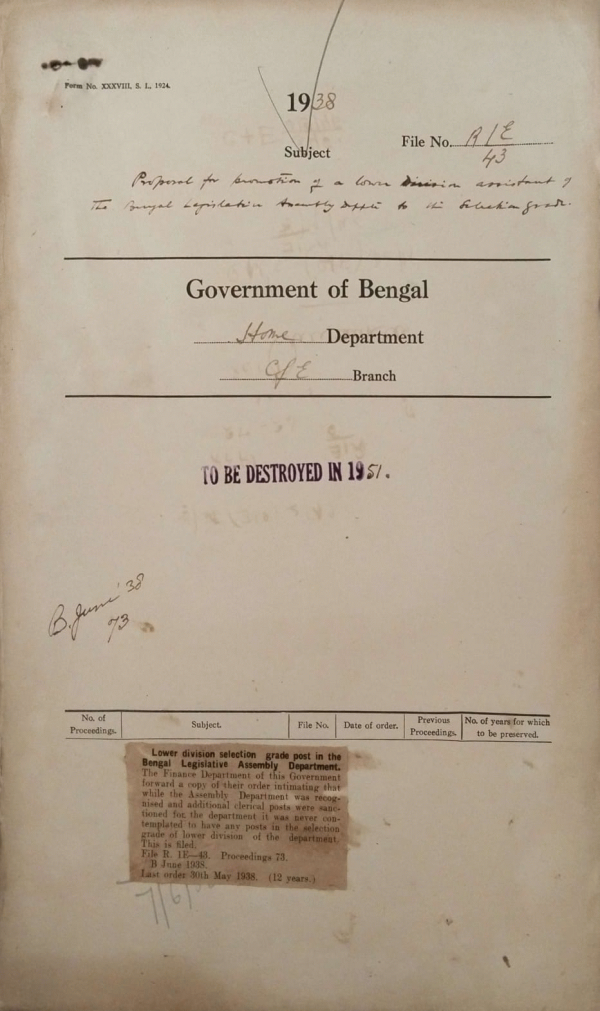 Form No. XXXVIII, S. I., 1924.
1938
File No. R/E
43
Subject
Proposal for promotion of a lower Division assistant of
The Bengal Legislative Assembly Deptt to the Selection grade.
Government of Bengal
Home Department
Branch
TO BE DESTROYED IN 1951.
B. June '38
73
No. of Proceedings.
Subject.
File No.
Date of order.
Previous Proceedings.
No. of years for which to be preserved.
Lower division selection grade post in the
Bengal Legislative Assembly Department.
The Finance Department of this Government
forward a copy of their order intimating that
while the Assembly Department was recog-
nised and additional clerical posts were sanc-
tioned for the department it was never con-
templated to have any posts in the selection
grade of lower division of the department.
This is filed.
File R. 1E—43. Proceedings 73.
B June 1938.
Last order 30th May 1938. (12 years.)